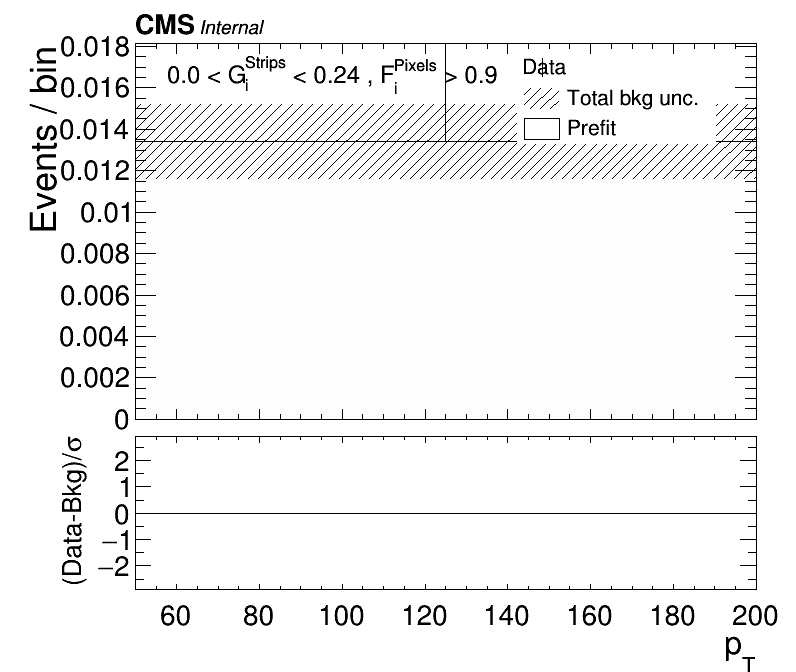 CMS Internal
0.0 < G_i^Strips < 0.24 , F_i^Pixels > 0.9
Data
Total bkg unc.
Prefit
Events / bin
0.018
0.016
0.014
0.012
0.01
0.008
0.006
0.004
0.002
0
(Data-Bkg)/σ
2
1
0
−1
−2
60 80 100 120 140 160 180 200
p_T